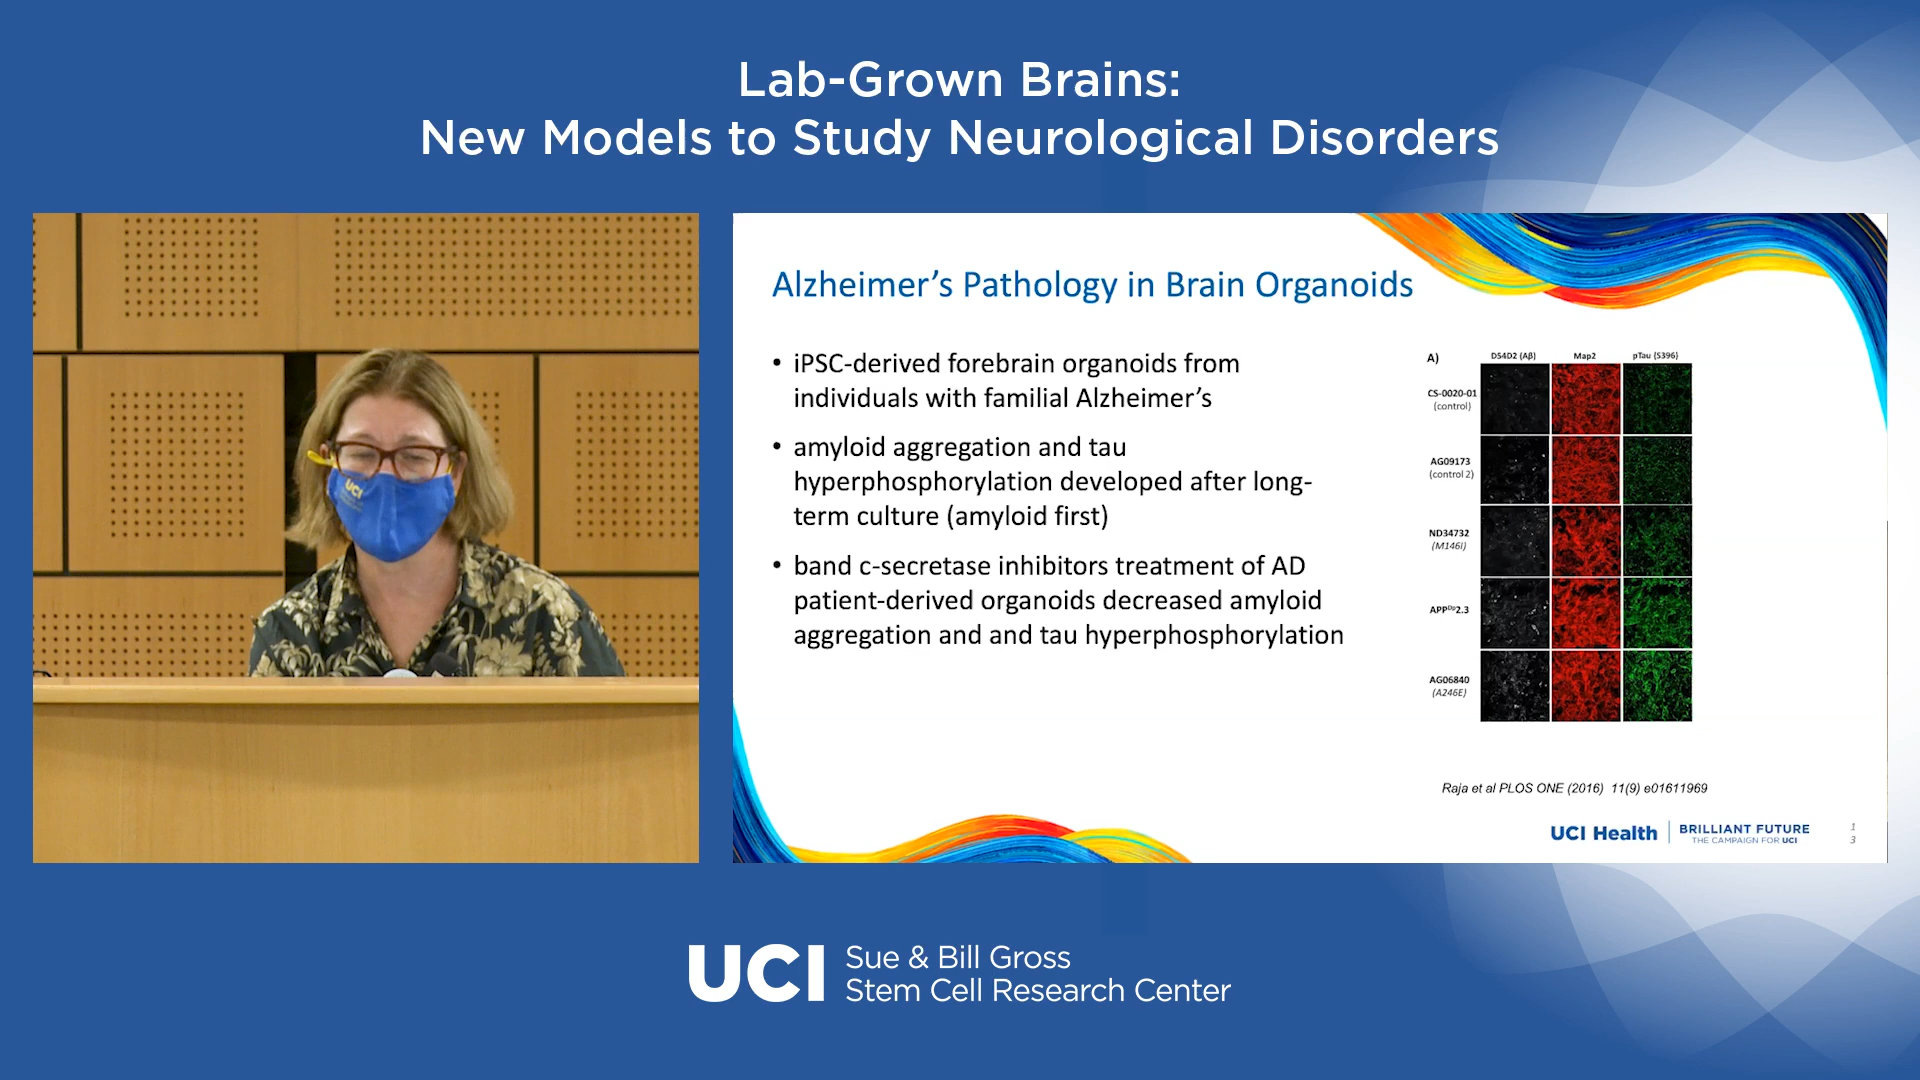 Lab-Grown Brains:
New Models to Study Neurological Disorders
UCI
Alzheimer's Pathology in Brain Organoids
• iPSC-derived forebrain organoids from
individuals with familial Alzheimer's
• amyloid aggregation and tau
hyperphosphorylation developed after long-
term culture (amyloid first)
• band c-secretase inhibitors treatment of AD
patient-derived organoids decreased amyloid
aggregation and and tau hyperphosphorylation
A)
D54D2 (Aβ) Map2 pTau (S396)
CS-0020-01
(control)
AG09173
(control 2)
ND34732
(M146I)
APPDp2.3
AG06840
(A246E)
Raja et al PLOS ONE (2016) 11(9) e01611969
UCI Health | BRILLIANT FUTURE
THE CAMPAIGN FOR UCI
1
3
UCI Sue & Bill Gross
Stem Cell Research Center